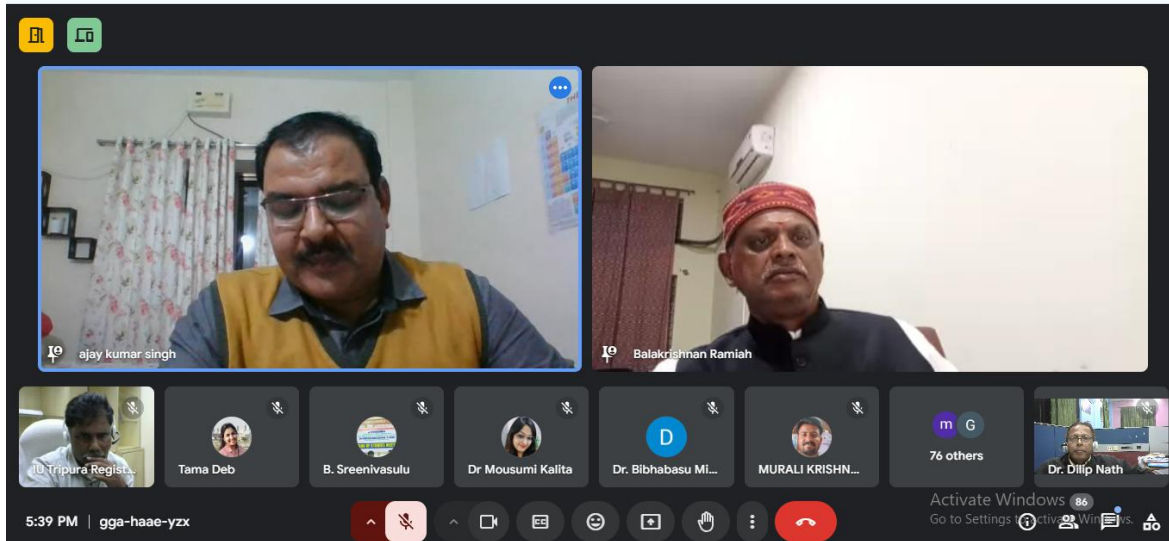 ajay kumar singh
Balakrishnan Ramiah
IU Tripura Regist...
Tama Deb
B. Sreenivasulu
Dr Mousumi Kalita
D
Dr. Bibhabasu Mi...
MURALI KRISHN...
m G
76 others
Dr. Dilip Nath
5:39 PM | gga-haae-yzx
CC
Activate Windows
86
Go to Settings to activate Windows.